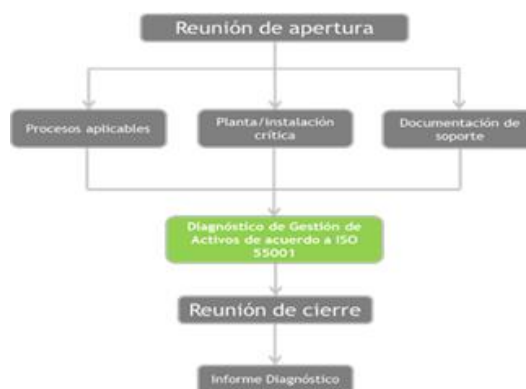 Reunión de apertura
Procesos aplicables
Planta/instalación
crítica
Documentación de
soporte
Diagnóstico de Gestión de
Activos de acuerdo a ISO
55001
Reunión de cierre
Informe Diagnóstico